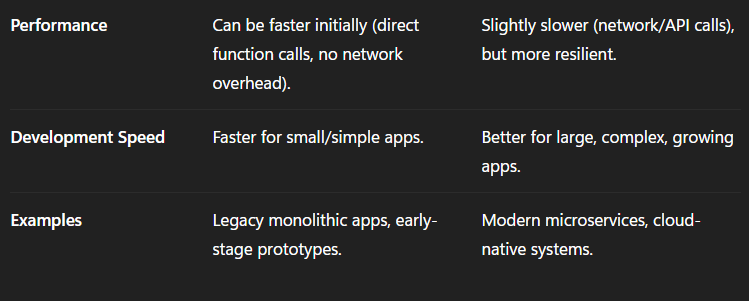 Performance
Can be faster initially (direct
function calls, no network
overhead).
Slightly slower (network/API calls),
but more resilient.
Development Speed
Faster for small/simple apps.
Better for large, complex, growing
apps.
Examples
Legacy monolithic apps, early-
stage prototypes.
Modern microservices, cloud-
native systems.